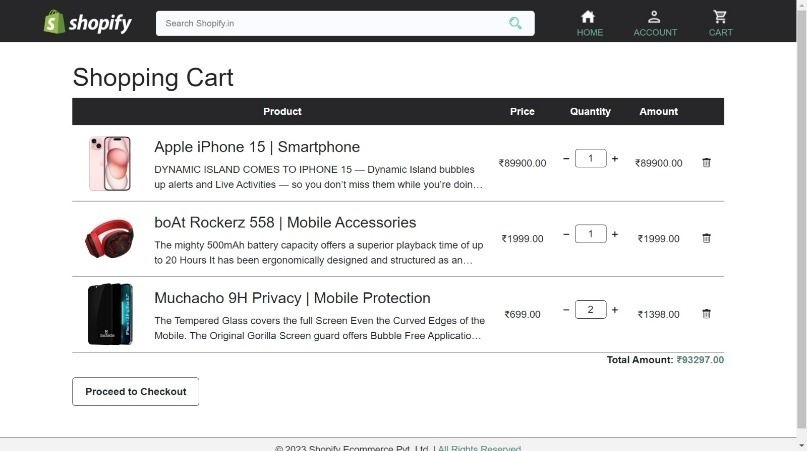 shopify
Search Shopify.in
HOME
ACCOUNT
CART
Shopping Cart
Product Price Quantity Amount
Apple iPhone 15 | Smartphone
DYNAMIC ISLAND COMES TO IPHONE 15 — Dynamic Island bubbles
up alerts and Live Activities — so you don't miss them while you're doin…
₹89900.00 − 1 + ₹89900.00
boAt Rockerz 558 | Mobile Accessories
The mighty 500mAh battery capacity offers a superior playback time of up
to 20 Hours It has been ergonomically designed and structured as an…
₹1999.00 − 1 + ₹1999.00
Muchacho 9H Privacy | Mobile Protection
The Tempered Glass covers the full Screen Even the Curved Edges of the
Mobile. The Original Gorilla Screen guard offers Bubble Free Applicatio…
₹699.00 − 2 + ₹1398.00
Total Amount: ₹93297.00
Proceed to Checkout
© 2023 Shopify Ecommerce Pvt. Ltd. | All Rights Reserved